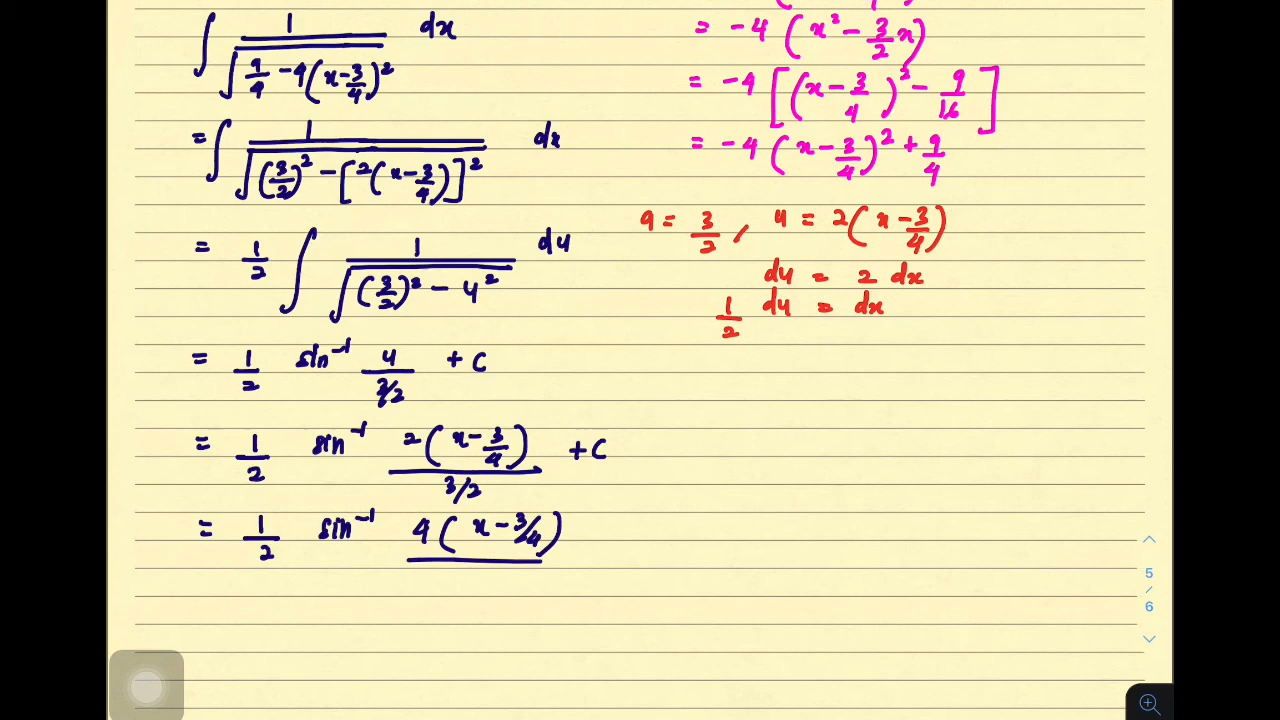 ∫ 1/√(9/4 - 4(x - 3/4)²) dx
= ∫ 1/√((3/2)² - [2(x - 3/4)]²) dx
= 1/2 ∫ 1/√((3/2)² - u²) du
= 1/2 sin⁻¹ u/(3/2) + C
= 1/2 sin⁻¹ 2(x - 3/4)/(3/2) + C
= 1/2 sin⁻¹ 4(x - 3/4)
= -4 (x² - 3/2 x)
= -4 [(x - 3/4)² - 9/16]
= -4 (x - 3/4)² + 9/4
a = 3/2 , u = 2(x - 3/4)
du = 2 dx
1/2 du = dx
5
/
6